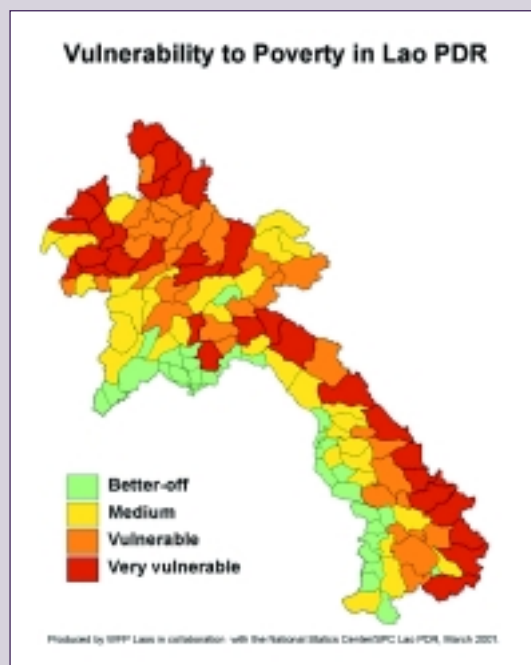 Vulnerability to Poverty in Lao PDR
Better-off
Medium
Vulnerable
Very vulnerable
Produced by WFP Laos in collaboration with the National Statics Center/SPC Lao PDR, March 2001.